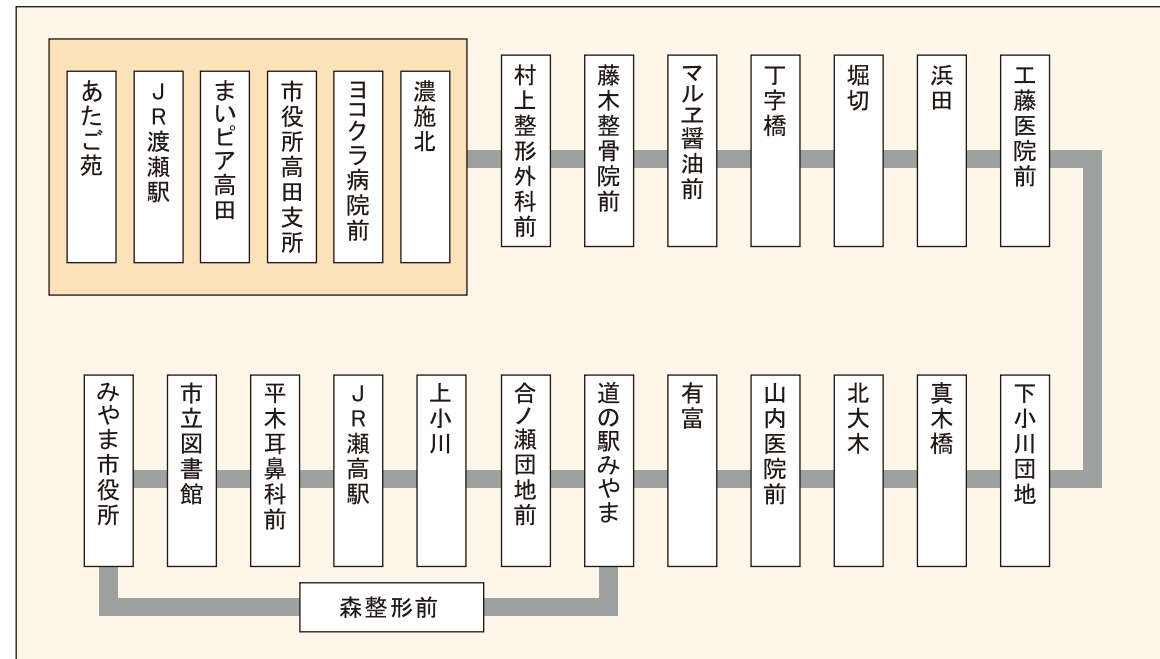 あたご苑
JR渡瀬駅
まいピア高田
市役所高田支所
ヨコクラ病院前
濃施北
村上整形外科前
藤木整骨院前
マルヱ醤油前
丁字橋
堀切
浜田
工藤医院前
みやま市役所
市立図書館
平木耳鼻科前
JR瀬高駅
上小川
合ノ瀬団地前
道の駅みやま
有富
山内医院前
北大木
真木橋
下小川団地
森整形前